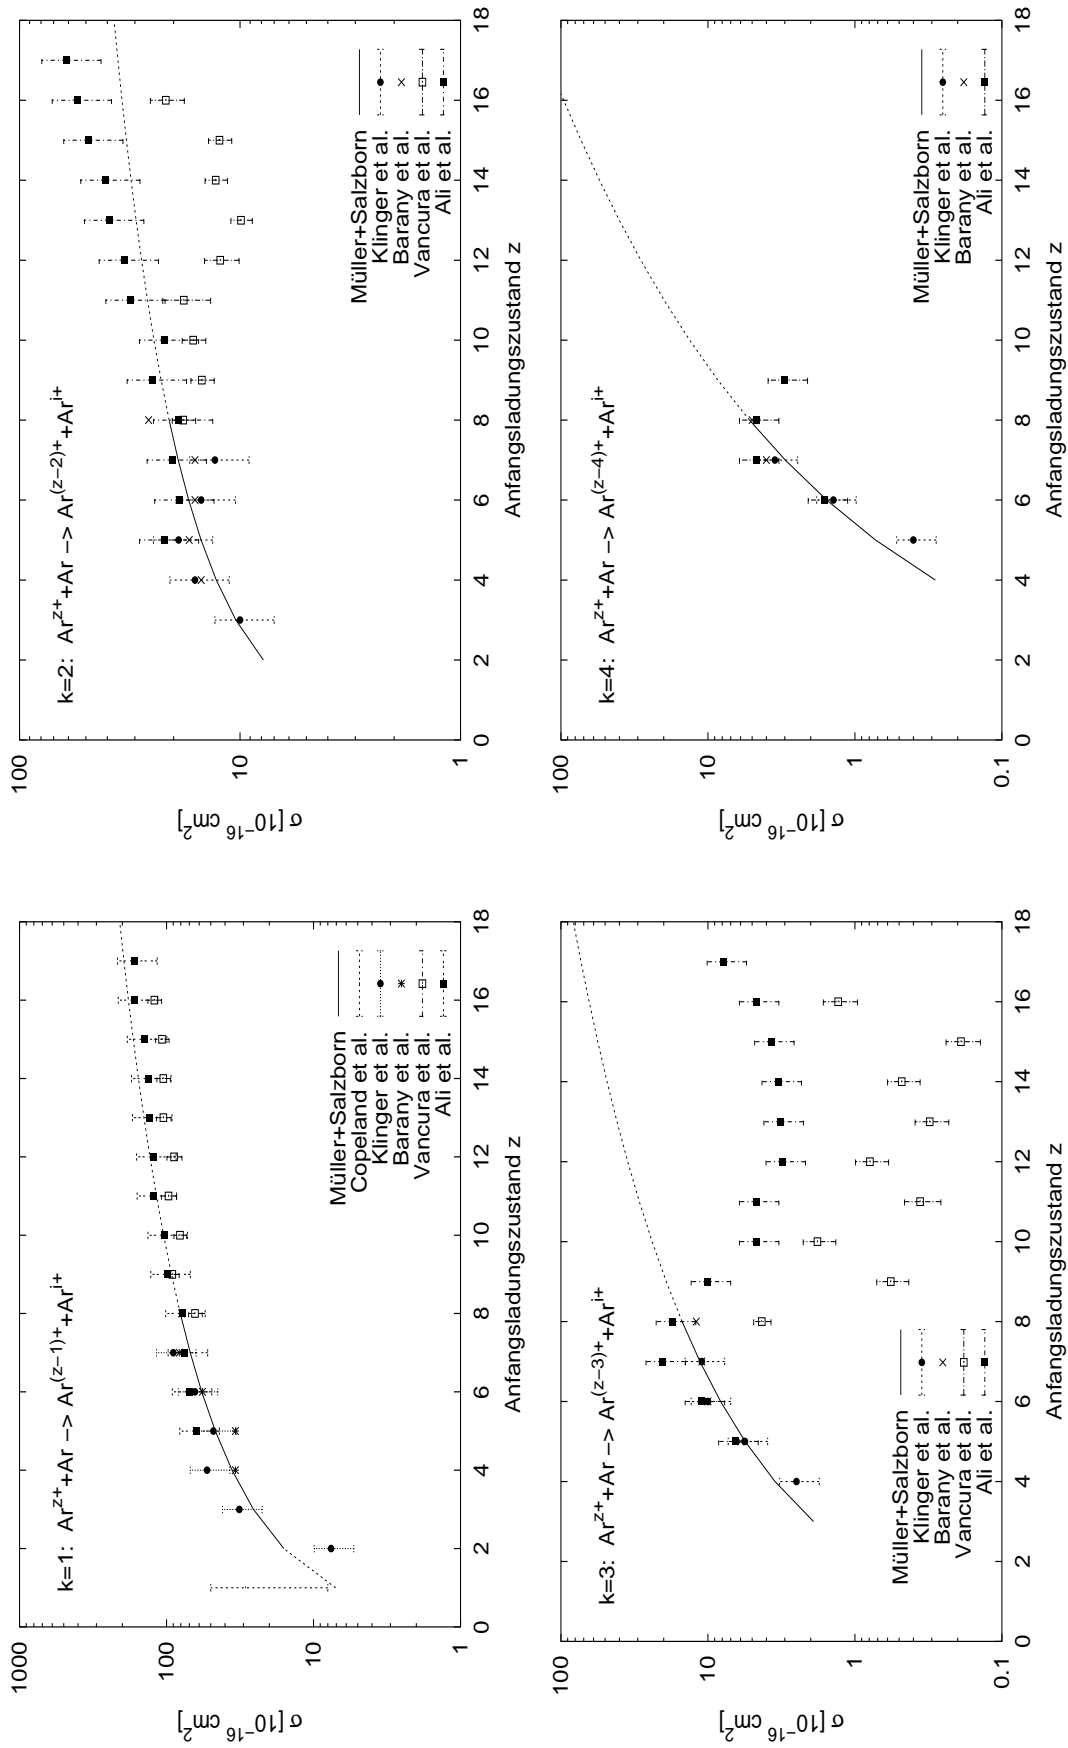 k=1: Ar^{z+}+Ar −> Ar^{(z−1)+}+Ar^{i+}
σ [10^{−16} cm^{2}]
1000
100
10
1
0 2 4 6 8 10 12 14 16 18
Anfangsladungszustand z
Müller+Salzborn
Copeland et al.
Klinger et al.
Barany et al.
Vancura et al.
Ali et al.
k=2: Ar^{z+}+Ar −> Ar^{(z−2)+}+Ar^{i+}
σ [10^{−16} cm^{2}]
100
10
1
0 2 4 6 8 10 12 14 16 18
Anfangsladungszustand z
Müller+Salzborn
Klinger et al.
Barany et al.
Vancura et al.
Ali et al.
k=3: Ar^{z+}+Ar −> Ar^{(z−3)+}+Ar^{i+}
σ [10^{−16} cm^{2}]
10
1
0.1
0 2 4 6 8 10 12 14 16 18
Anfangsladungszustand z
Müller+Salzborn
Klinger et al.
Barany et al.
Vancura et al.
Ali et al.
k=4: Ar^{z+}+Ar −> Ar^{(z−4)+}+Ar^{i+}
σ [10^{−16} cm^{2}]
100
10
1
0.1
0 2 4 6 8 10 12 14 16 18
Anfangsladungszustand z
Müller+Salzborn
Klinger et al.
Barany et al.
Ali et al.